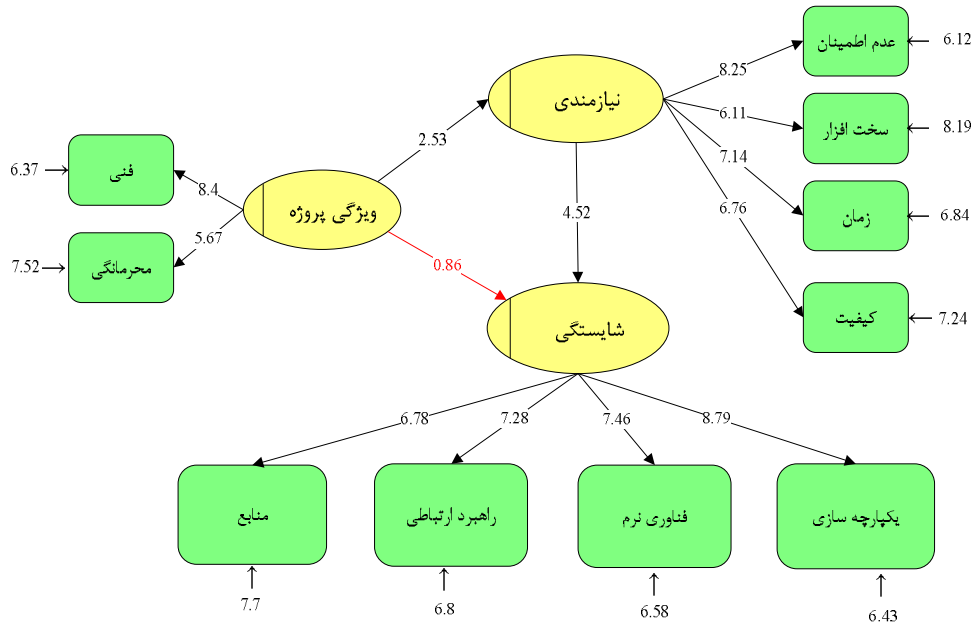 عدم اطمینان
6.12
8.25
نیازمندی
سخت افزار
8.19
6.11
2.53
7.14
فنی
6.37
8.4
زمان
6.84
6.76
ویژگی پروژه
4.52
5.67
محرمانگی
7.52
0.86
کیفیت
7.24
شایستگی
6.78
7.28
7.46
8.79
منابع
راهبرد ارتباطی
فناوری نرم
یکپارچه سازی
7.7
6.8
6.58
6.43